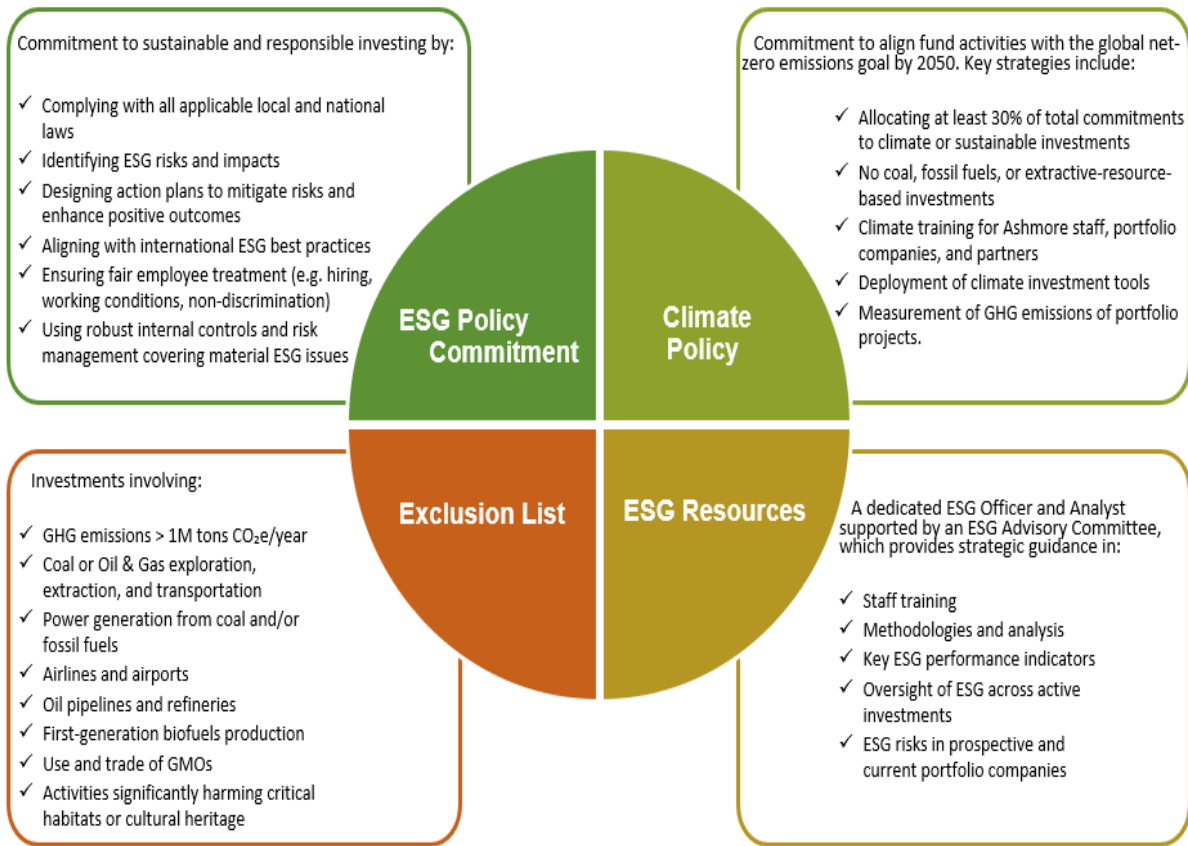 Commitment to sustainable and responsible investing by:
✓ Complying with all applicable local and national
laws
✓ Identifying ESG risks and impacts
✓ Designing action plans to mitigate risks and
enhance positive outcomes
✓ Aligning with international ESG best practices
✓ Ensuring fair employee treatment (e.g. hiring,
working conditions, non-discrimination)
✓ Using robust internal controls and risk
management covering material ESG issues
Commitment to align fund activities with the global net-
zero emissions goal by 2050. Key strategies include:
✓ Allocating at least 30% of total commitments
to climate or sustainable investments
✓ No coal, fossil fuels, or extractive-resource-
based investments
✓ Climate training for Ashmore staff, portfolio
companies, and partners
✓ Deployment of climate investment tools
✓ Measurement of GHG emissions of portfolio
projects.
ESG Policy
Commitment
Climate
Policy
Exclusion List
ESG Resources
Investments involving:
✓ GHG emissions > 1M tons CO₂e/year
✓ Coal or Oil & Gas exploration,
extraction, and transportation
✓ Power generation from coal and/or
fossil fuels
✓ Airlines and airports
✓ Oil pipelines and refineries
✓ First-generation biofuels production
✓ Use and trade of GMOs
✓ Activities significantly harming critical
habitats or cultural heritage
A dedicated ESG Officer and Analyst
supported by an ESG Advisory Committee,
which provides strategic guidance in:
✓ Staff training
✓ Methodologies and analysis
✓ Key ESG performance indicators
✓ Oversight of ESG across active
investments
✓ ESG risks in prospective and
current portfolio companies